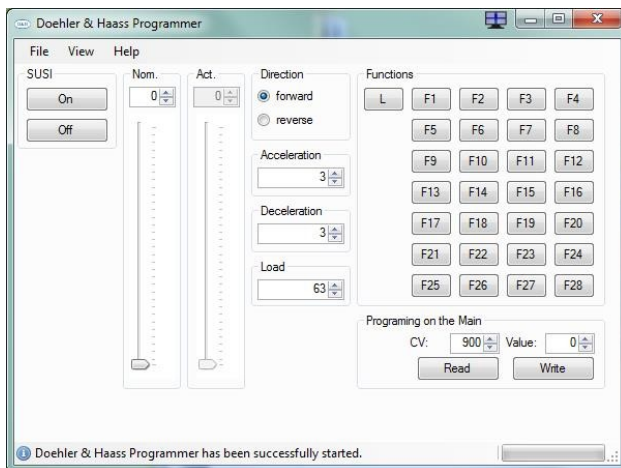 Doehler & Haass Programmer
File View Help
SUSI
On
Off
Nom.
0
Act.
0
Direction
forward
reverse
Acceleration
3
Deceleration
3
Load
63
Functions
L F1 F2 F3 F4
F5 F6 F7 F8
F9 F10 F11 F12
F13 F14 F15 F16
F17 F18 F19 F20
F21 F22 F23 F24
F25 F26 F27 F28
Programing on the Main
CV: 900 Value: 0
Read Write
Doehler & Haass Programmer has been successfully started.